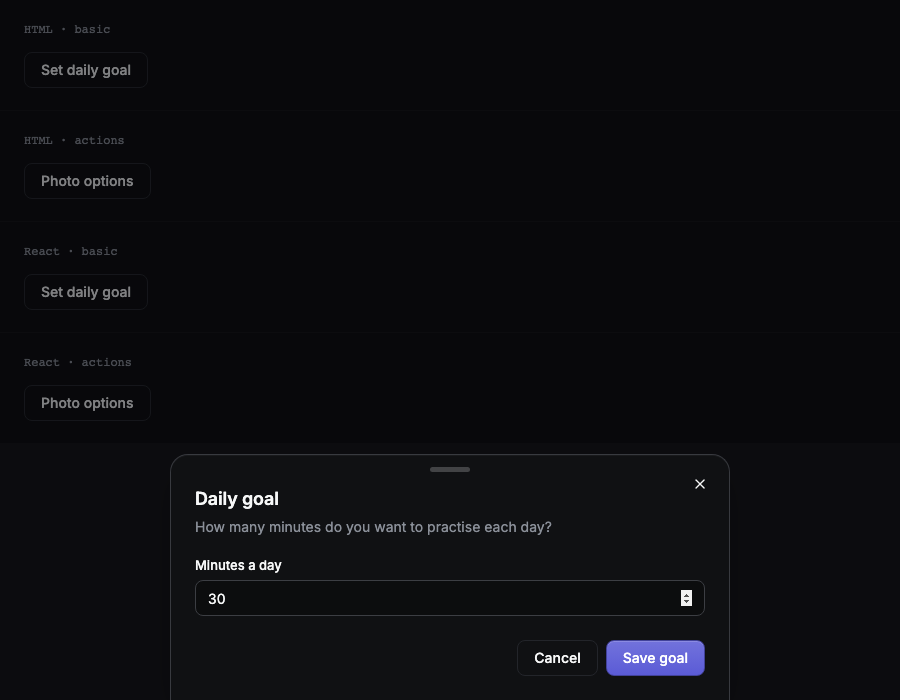 HTML · basic
Set daily goal
HTML · actions
Photo options
React · basic
Set daily goal
React · actions
Photo options
Daily goal
How many minutes do you want to practise each day?
Minutes a day
30
Cancel
Save goal